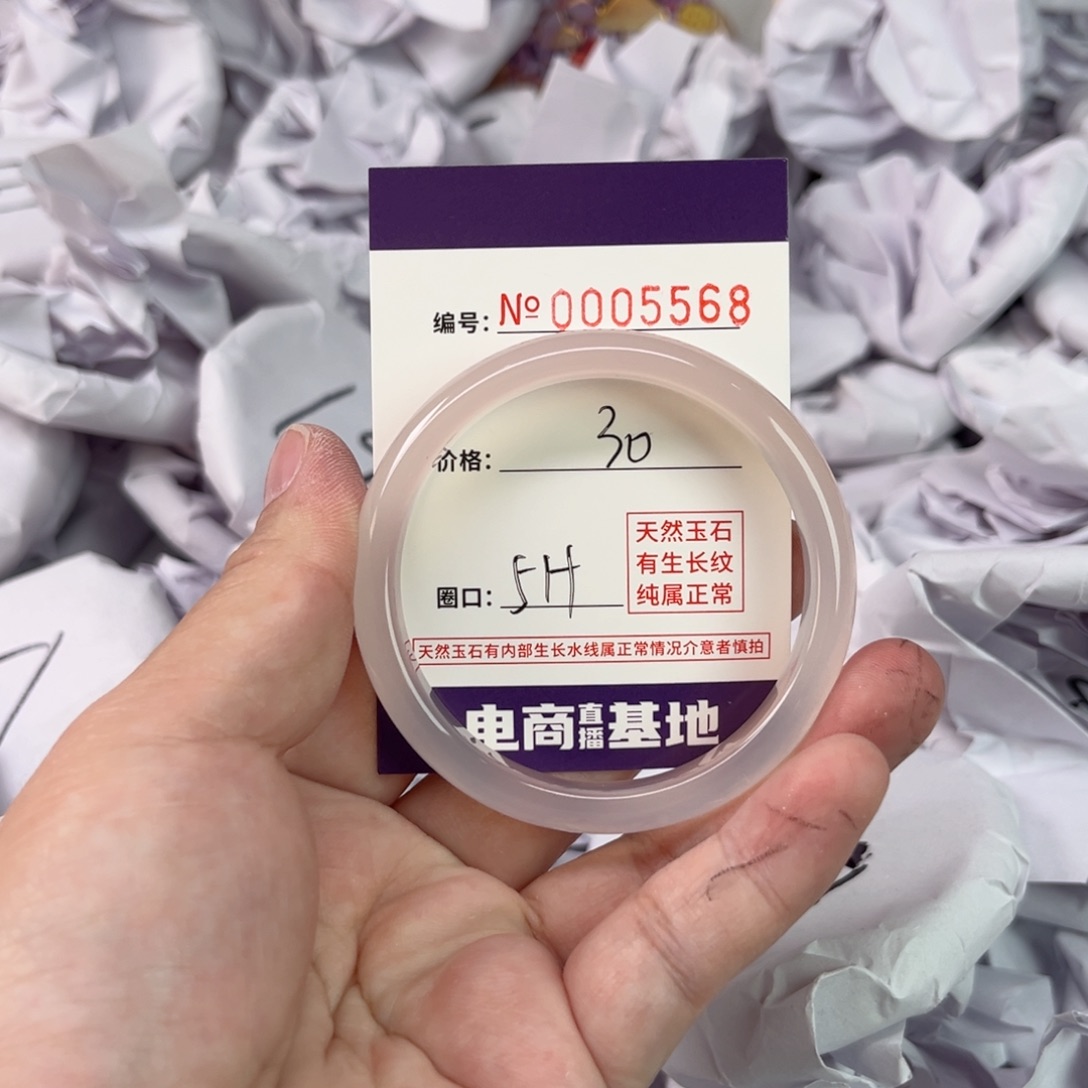 编号: № 0005568
价格: 30
圈口: 54
天然玉石
有生长纹
纯属正常
天然玉石有内部生长水线属正常情况介意者慎拍
电商直播基地